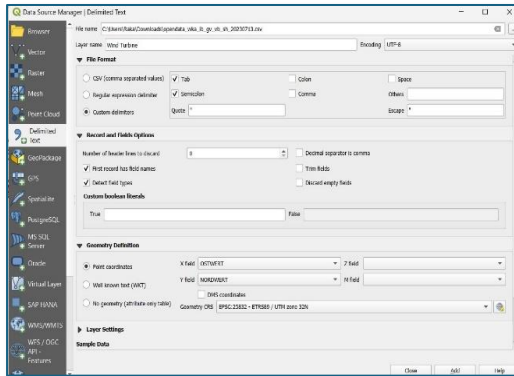 Data Source Manager | Delimited Text
Browser
Vector
Raster
Mesh
Point Cloud
Delimited Text
GeoPackage
GPS
SpatiaLite
PostgreSQL
MS SQL Server
Oracle
Virtual Layer
SAP HANA
WMS/WMTS
WFS / OGC API - Features
File name
Layer name Wind Turbine Encoding UTF-8
File Format
CSV (comma separated values) Tab Colon Space
Regular expression delimiter Semicolon Comma Others
Custom delimiters Quote " Escape "
Record and Fields Options
Number of header lines to discard 0 Decimal separator is comma
First record has field names Trim fields
Detect field types Discard empty fields
Custom boolean literals
True False
Geometry Definition
Point coordinates X field OSTWERT Z field
Well known text (WKT) Y field NORDWERT M field
DMS coordinates
No geometry (attribute only table) Geometry CRS EPSG:25832 - ETRS89 / UTM zone 32N
Layer Settings
Sample Data
Close Add Help